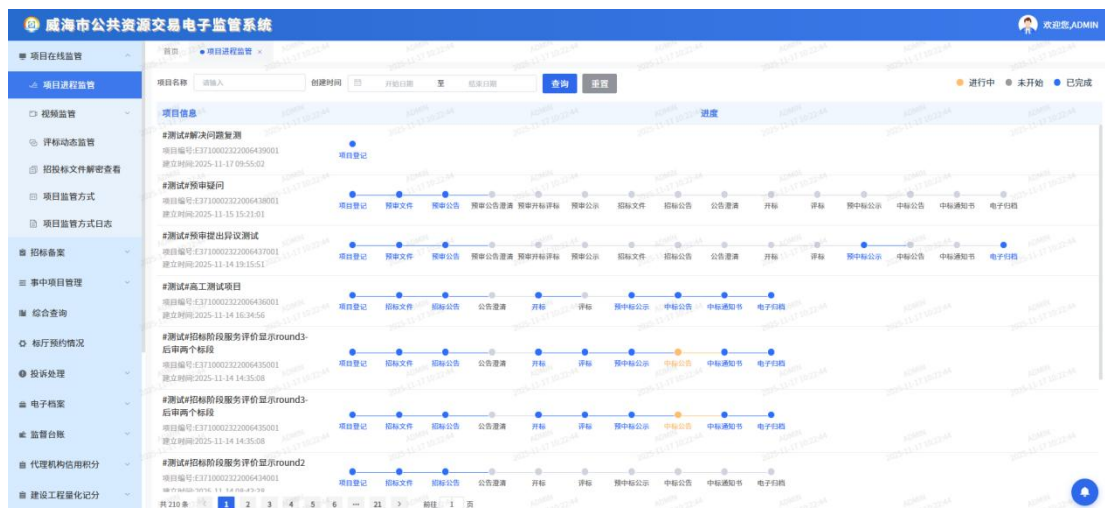 威海市公共资源交易电子监管系统
欢迎您,ADMIN
项目在线监管
首页 项目进程监管 ×
项目进程监管
项目名称 请输入 创建时间 开始日期 至 结束日期 查询 重置 进行中 未开始 已完成
视频监管
评标动态监管
招投标文件解密查看
项目监管方式
项目监管方式日志
招标备案
事中项目管理
综合查询
标厅预约情况
投诉处理
电子档案
监督台账
代理机构信用积分
建设工程量化记分
项目信息 进度
#测试#解决问题复测
项目编号:E3710002322006439001
建立时间:2025-11-17 09:55:02
项目登记
#测试#预审疑问
项目编号:E3710002322006438001
建立时间:2025-11-15 15:21:01
项目登记 预审文件 预审公告 预审公告澄清 预审开标评标 预审公示 招标文件 招标公告 公告澄清 开标 评标 预中标公示 中标公告 中标通知书 电子归档
#测试#预审提出异议测试
项目编号:E3710002322006437001
建立时间:2025-11-14 19:15:51
项目登记 预审文件 预审公告 预审公告澄清 预审开标评标 预审公示 招标文件 招标公告 公告澄清 开标 评标 预中标公示 中标公告 中标通知书 电子归档
#测试#高工测试项目
项目编号:E3710002322006436001
建立时间:2025-11-14 16:34:56
项目登记 招标文件 招标公告 公告澄清 开标 评标 预中标公示 中标公告 中标通知书 电子归档
#测试#招标阶段服务评价显示round3-
后审两个标段
项目编号:E3710002322006435001
建立时间:2025-11-14 14:35:08
项目登记 招标文件 招标公告 公告澄清 开标 评标 预中标公示 中标公告 中标通知书 电子归档
#测试#招标阶段服务评价显示round3-
后审两个标段
项目编号:E3710002322006435001
建立时间:2025-11-14 14:35:08
项目登记 招标文件 招标公告 公告澄清 开标 评标 预中标公示 中标公告 中标通知书 电子归档
#测试#招标阶段服务评价显示round2
项目编号:E3710002322006434001
项目登记 招标文件 招标公告 公告澄清 开标 评标 预中标公示 中标公告 中标通知书 电子归档
共 210 条 1 2 3 4 5 6 ... 21 > 前往 1 页